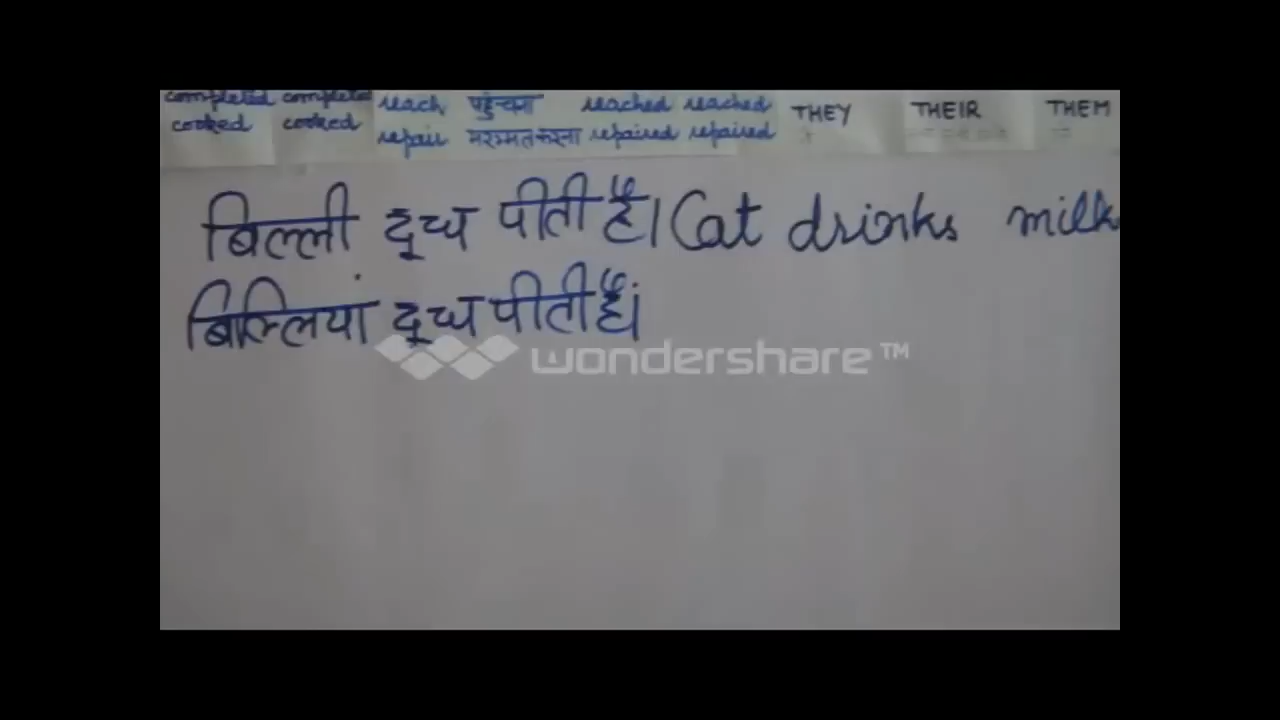 completed completed reach पहुंचना reached reached THEY THEIR THEM
cooked cooked repair मरम्मत करना repaired repaired
बिल्ली दूध पीती है। Cat drinks milk
बिल्लियां दूध पीती हैं।
wondershare™